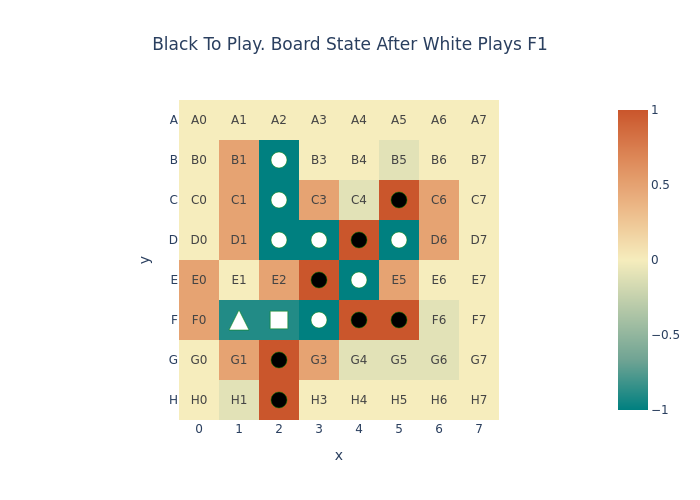 Black To Play. Board State After White Plays F1
A A0 A1 A2 A3 A4 A5 A6 A7
B B0 B1 B3 B4 B5 B6 B7
C C0 C1 C3 C4 C6 C7
D D0 D1 D6 D7
E E0 E1 E2 E5 E6 E7
F F0 F6 F7
G G0 G1 G3 G4 G5 G6 G7
H H0 H1 H3 H4 H5 H6 H7
0 1 2 3 4 5 6 7
x
y
1
0.5
0
−0.5
−1